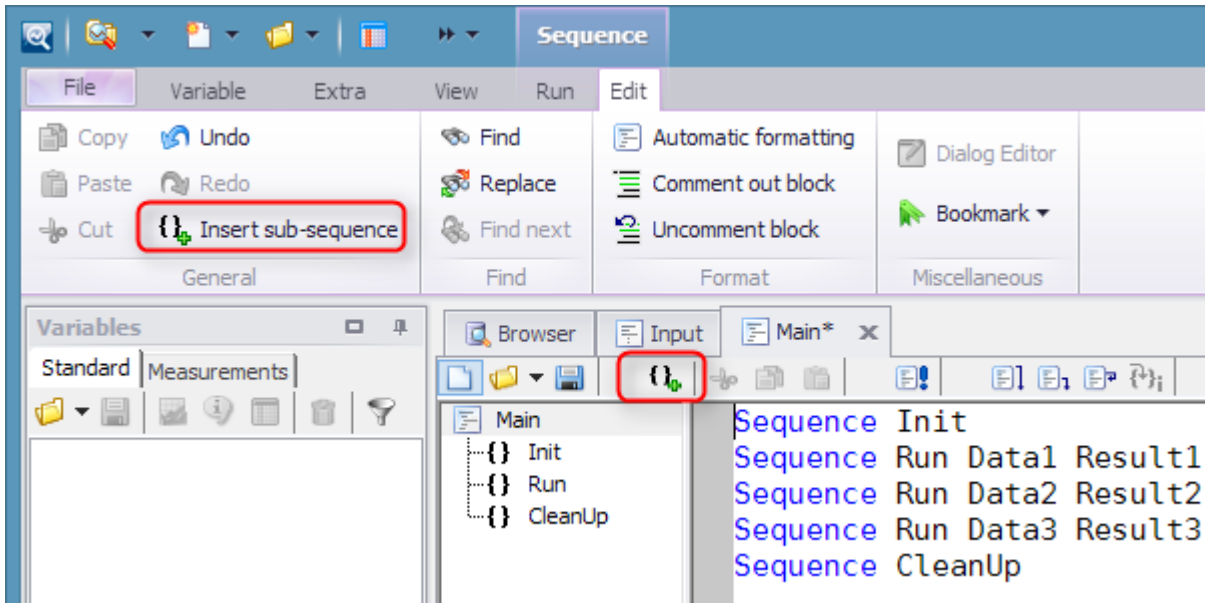 Sequence
File Variable Extra View Run Edit
Copy Undo Find Automatic formatting Dialog Editor
Paste Redo Replace Comment out block Bookmark
Cut Insert sub-sequence Find next Uncomment block
General Find Format Miscellaneous
Variables
Standard Measurements
Browser Input Main*
Main
Init
Run
CleanUp
Sequence Init
Sequence Run Data1 Result1
Sequence Run Data2 Result2
Sequence Run Data3 Result3
Sequence CleanUp